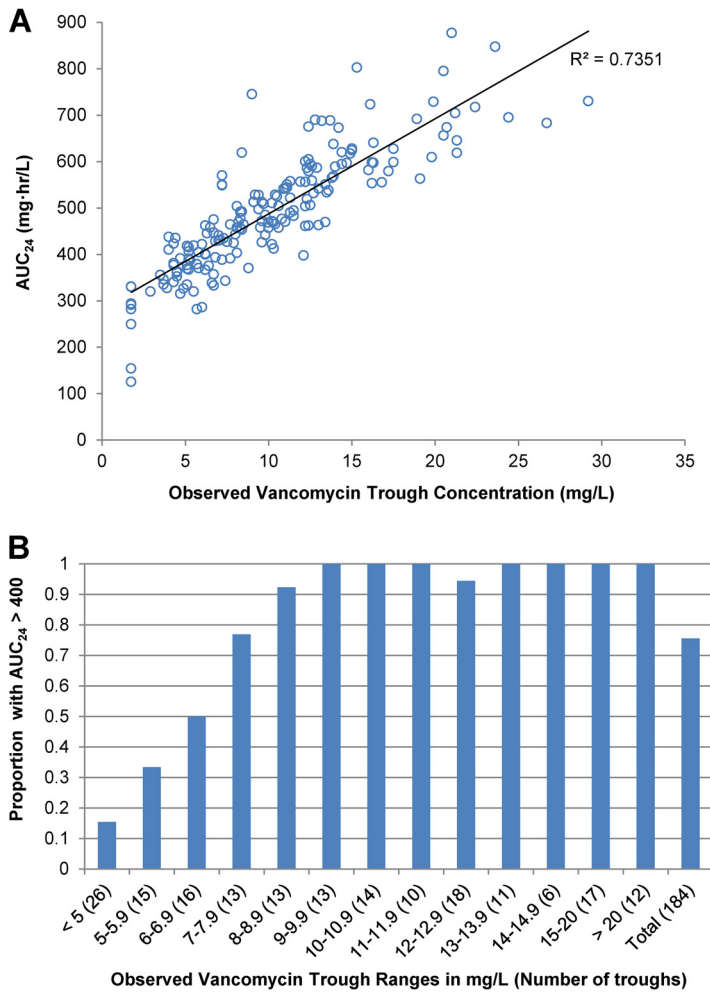 A
900
800
700
600
500
400
300
200
100
0
AUC24 (mg·hr/L)
R² = 0.7351
0 5 10 15 20 25 30 35
Observed Vancomycin Trough Concentration (mg/L)
B
1
0.9
0.8
0.7
0.6
0.5
0.4
0.3
0.2
0.1
0
Proportion with AUC24 > 400
< 5 (26)
5-5.9 (15)
6-6.9 (16)
7-7.9 (13)
8-8.9 (13)
9-9.9 (13)
10-10.9 (14)
11-11.9 (10)
12-12.9 (18)
13-13.9 (11)
14-14.9 (6)
15-20 (17)
> 20 (12)
Total (184)
Observed Vancomycin Trough Ranges in mg/L (Number of troughs)